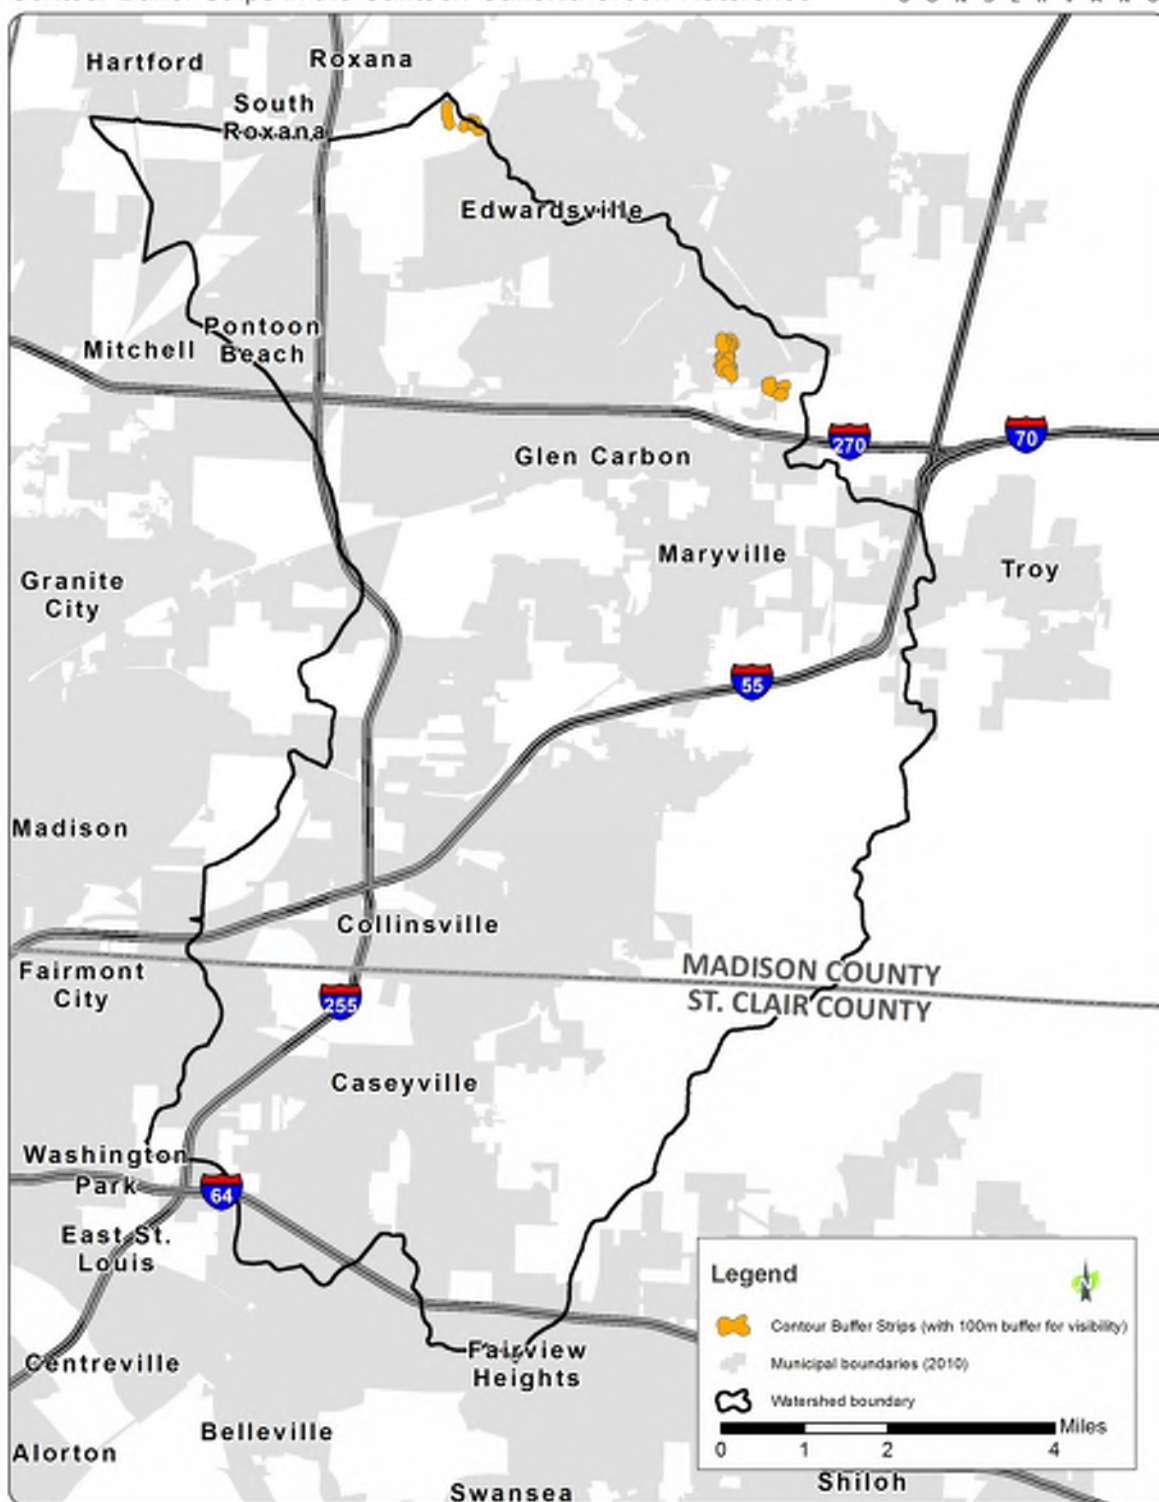 Hartford
Roxana
South
Roxana
Edwardsville
Pontoon
Beach
Mitchell
270
70
Glen Carbon
Maryville
Troy
Granite
City
55
Madison
Collinsville
Fairmont
City
MADISON COUNTY
ST. CLAIR COUNTY
255
Caseyville
Washington
Park
64
East St.
Louis
Legend
N
Contour Buffer Strips (with 100m buffer for visibility)
Municipal boundaries (2010)
Watershed boundary
Miles
0 1 2 4
Fairview
Heights
Centreville
Belleville
Alorton
Swansea
Shiloh